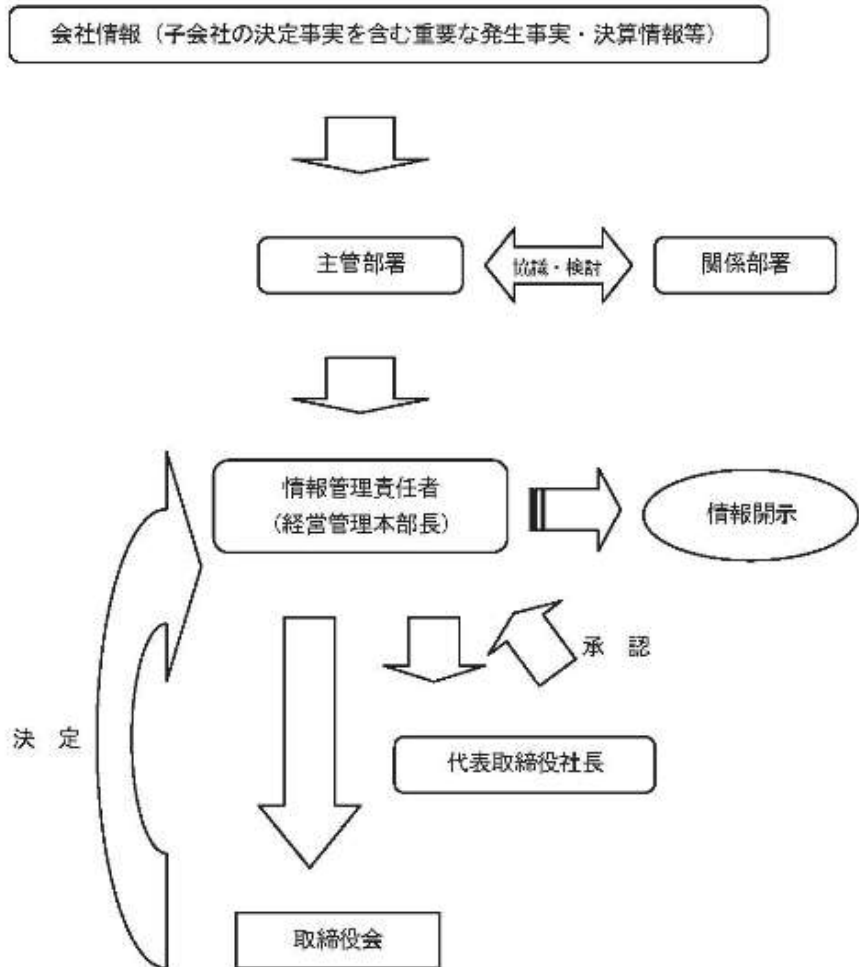 会社情報(子会社の決定事実を含む重要な発生事実・決算情報等)
主管部署
協議・検討
関係部署
情報管理責任者
(経営管理本部長)
情報開示
承 認
決 定
代表取締役社長
取締役会